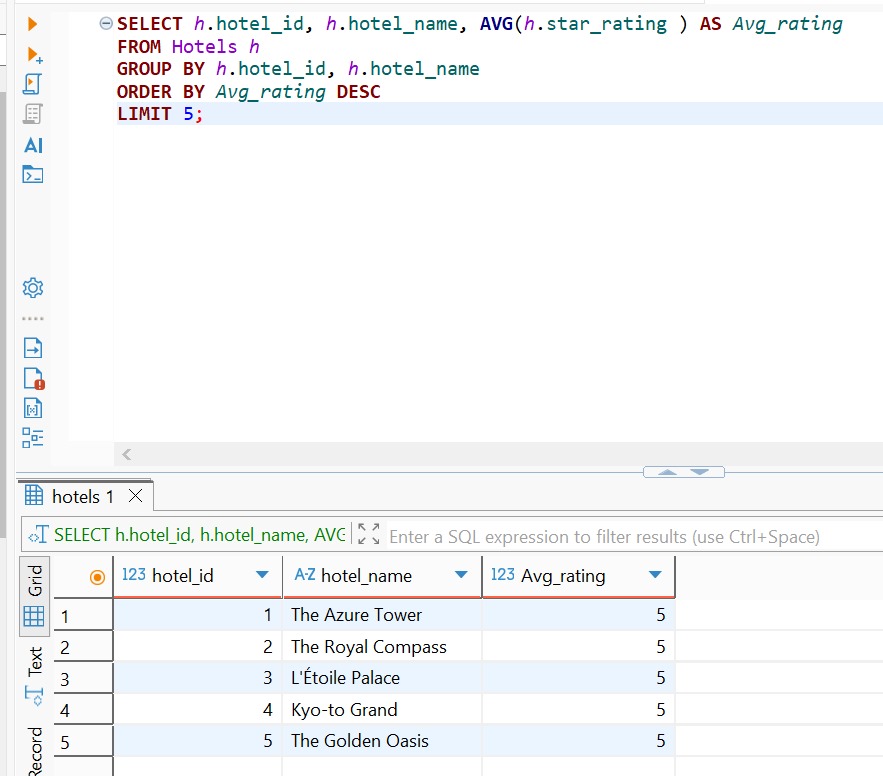 SELECT h.hotel_id, h.hotel_name, AVG(h.star_rating ) AS Avg_rating
FROM Hotels h
GROUP BY h.hotel_id, h.hotel_name
ORDER BY Avg_rating DESC
LIMIT 5;
AI
hotels 1
SELECT h.hotel_id, h.hotel_name, AVG Enter a SQL expression to filter results (use Ctrl+Space)
Grid
Text
Record
123 hotel_id A-Z hotel_name 123 Avg_rating
1 1 The Azure Tower 5
2 2 The Royal Compass 5
3 3 L'Étoile Palace 5
4 4 Kyo-to Grand 5
5 5 The Golden Oasis 5